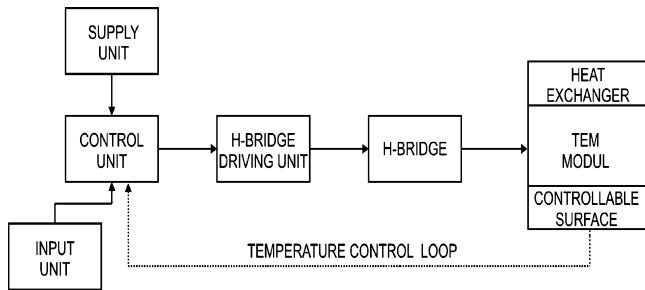 SUPPLY
UNIT
CONTROL
UNIT
H-BRIDGE
DRIVING UNIT
H-BRIDGE
HEAT
EXCHANGER
TEM
MODUL
CONTROLLABLE
SURFACE
INPUT
UNIT
TEMPERATURE CONTROL LOOP